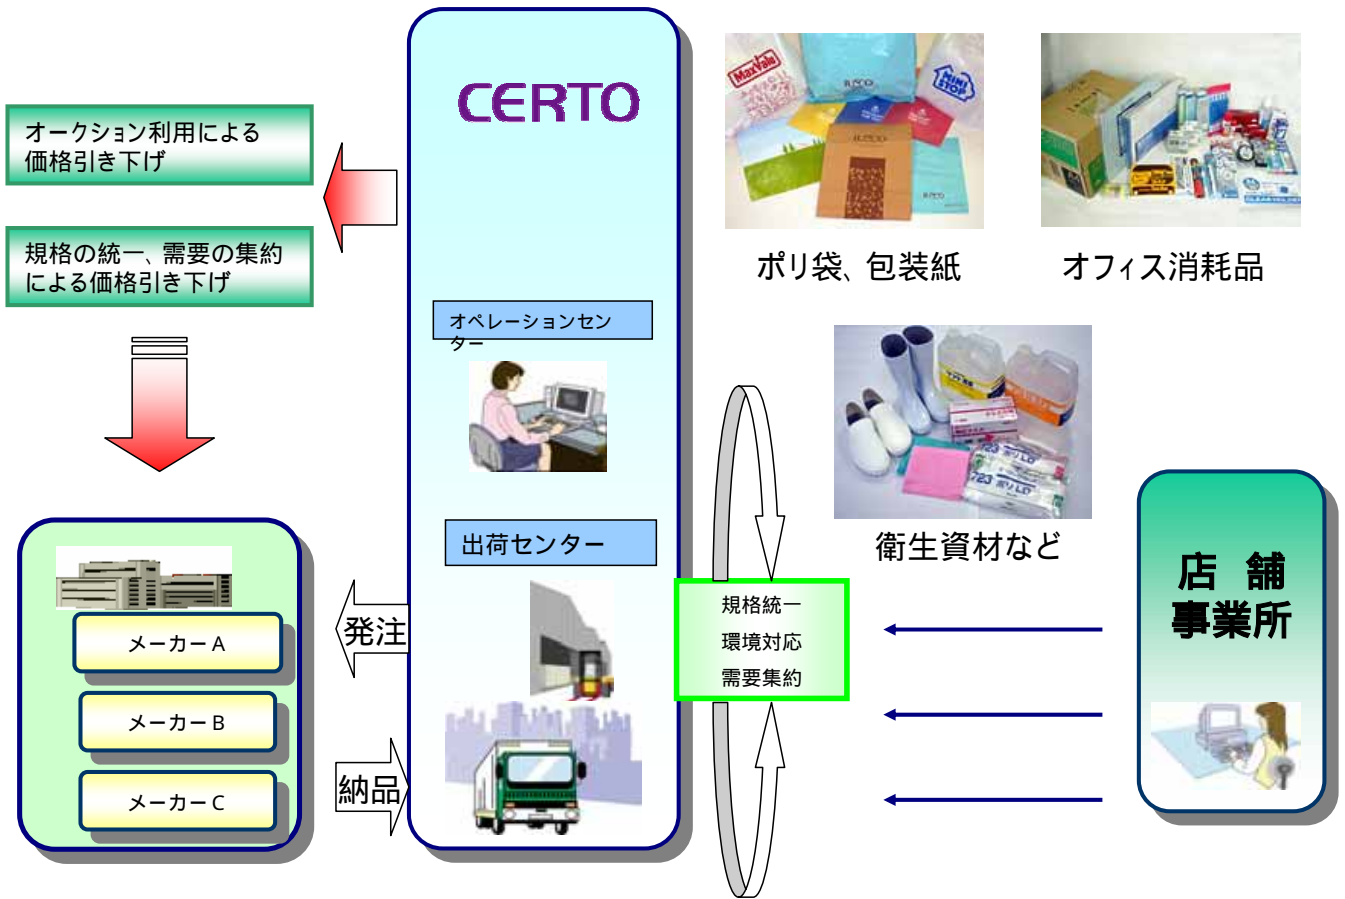 CERTO
オークション利用による
価格引き下げ
規格の統一、需要の集約
による価格引き下げ
MaxValu
MINI
STOP
ポリ袋、包装紙
オフィス消耗品
オペレーションセン
ター
衛生資材など
出荷センター
発注
納品
メーカーA
メーカーB
メーカーC
規格統一
環境対応
需要集約
店 舗
事業所